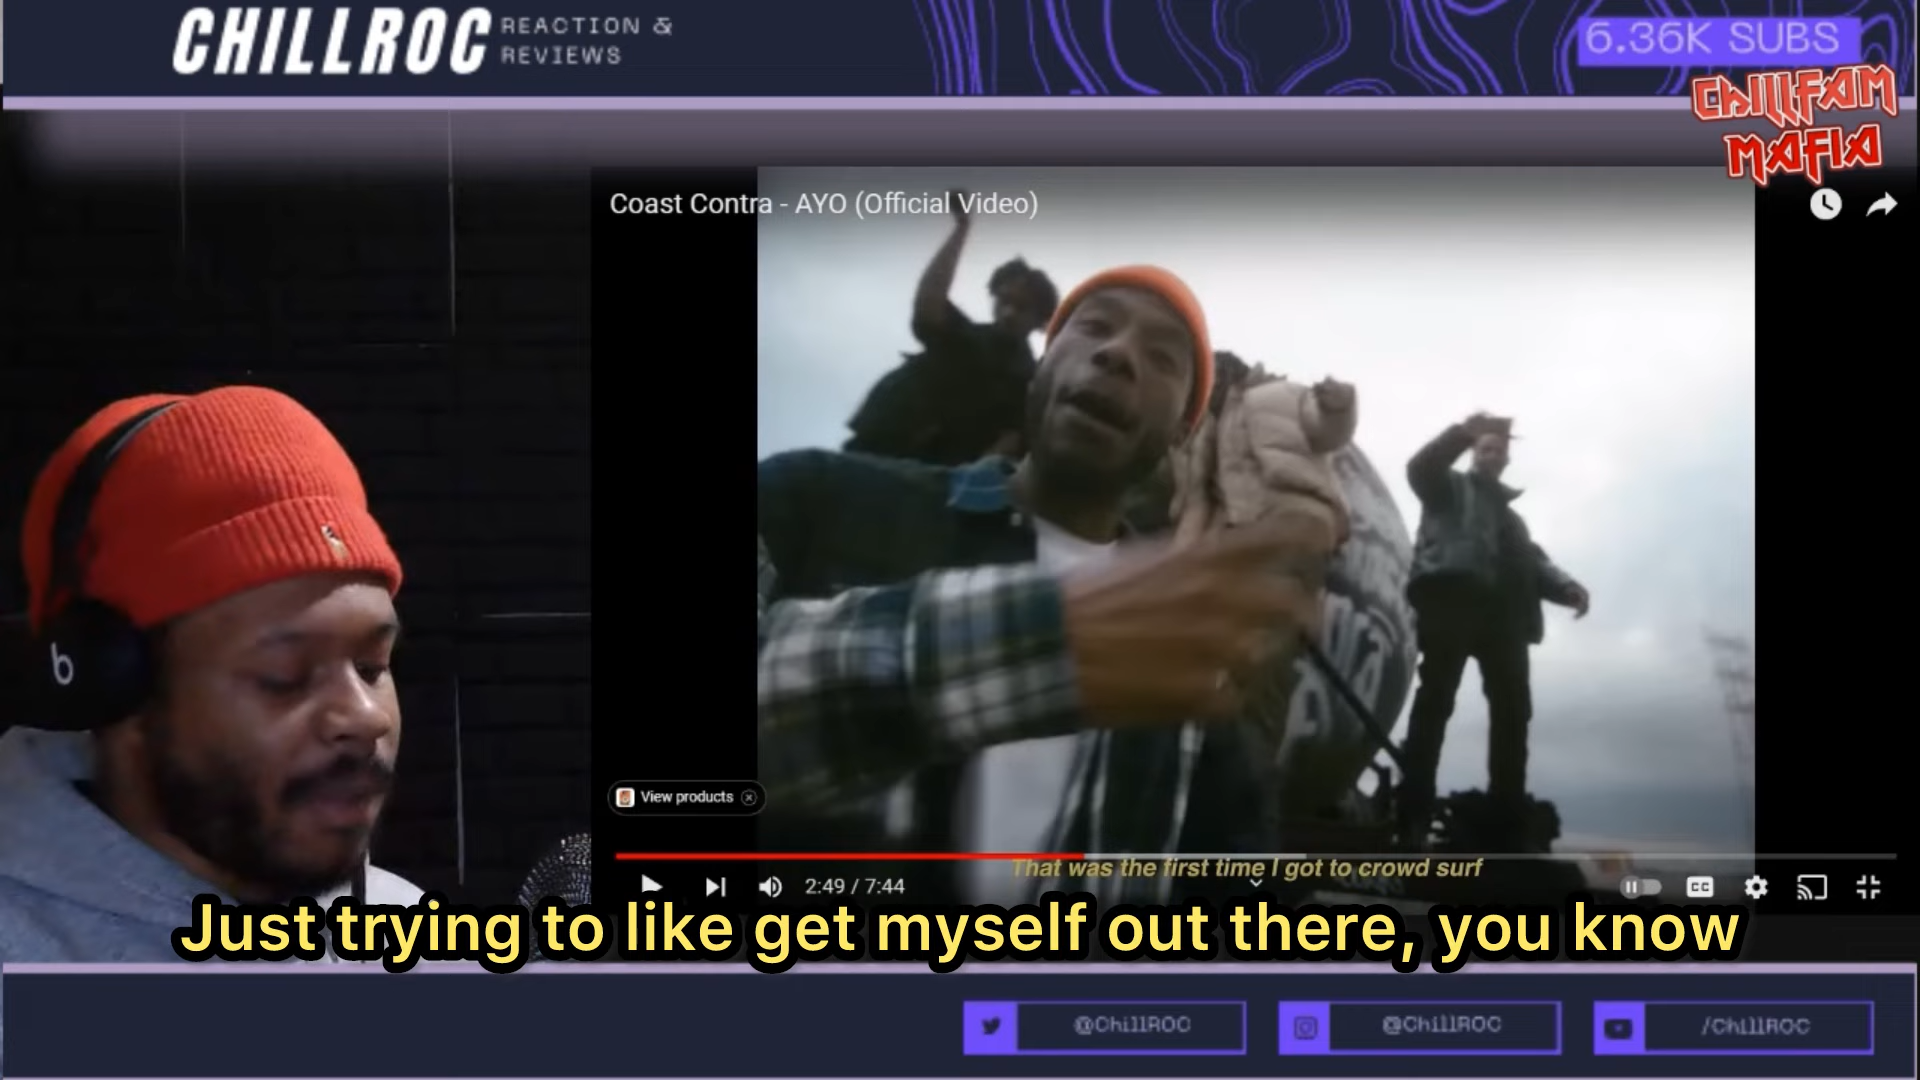 CHILLROC
REACTION &
REVIEWS
6.36K SUBS
ChillFAM
MAFIA
Coast Contra - AYO (Official Video)
b
View products
That was the first time I got to crowd surf
2:49 / 7:44
CC
Just trying to like get myself out there, you know
@ChillROC
@ChillROC
/ChillROC